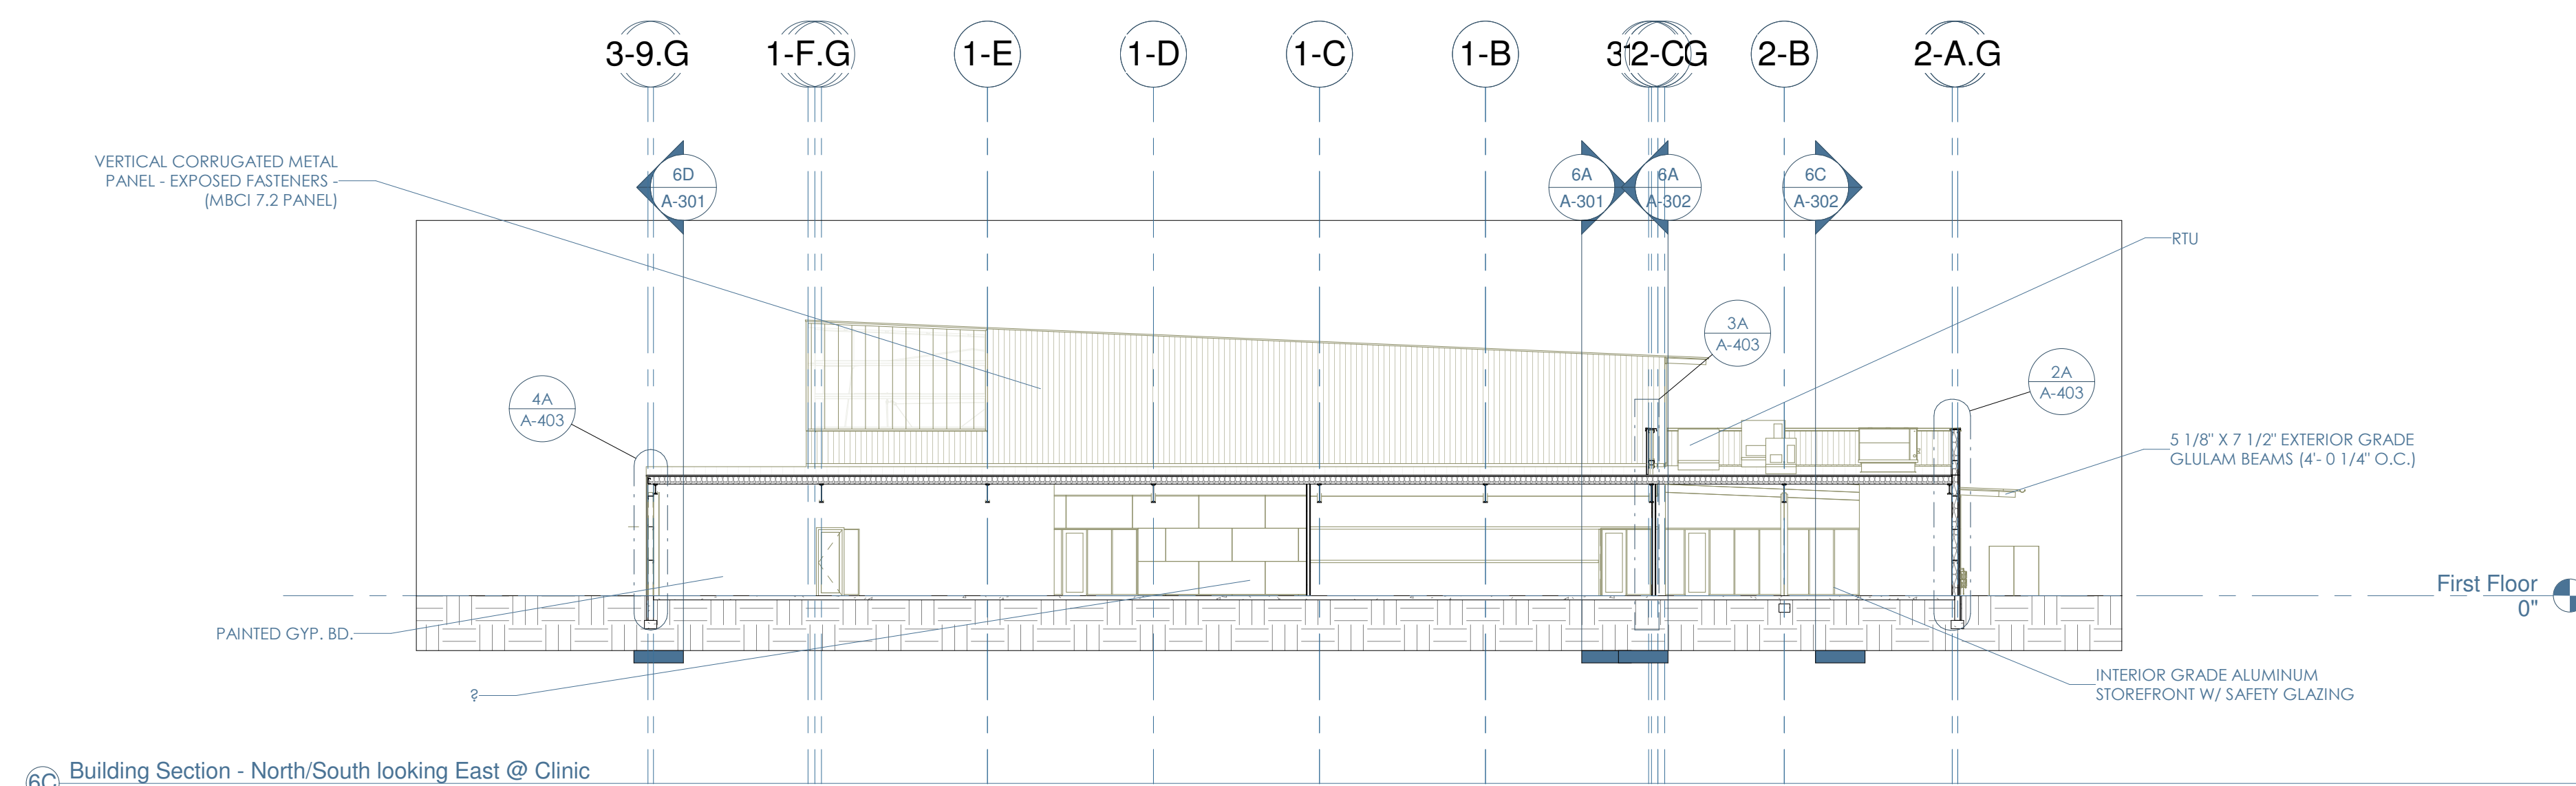 3-9.G
1-F.G
1-E
1-D
1-C
1-B
2-C
2-B
2-A.G
VERTICAL CORRUGATED METAL
PANEL - EXPOSED FASTENERS -
(MBCI 7.2 PANEL)
6D
A-301
6A
A-301
6A
A-302
6C
A-302
RTU
3A
A-403
2A
A-403
4A
A-403
5 1/8" X 7 1/2" EXTERIOR GRADE
GLULAM BEAMS (4'- 0 1/4" O.C.)
First Floor
0"
PAINTED GYP. BD.
?
INTERIOR GRADE ALUMINUM
STOREFRONT W/ SAFETY GLAZING
6C
Building Section - North/South looking East @ Clinic